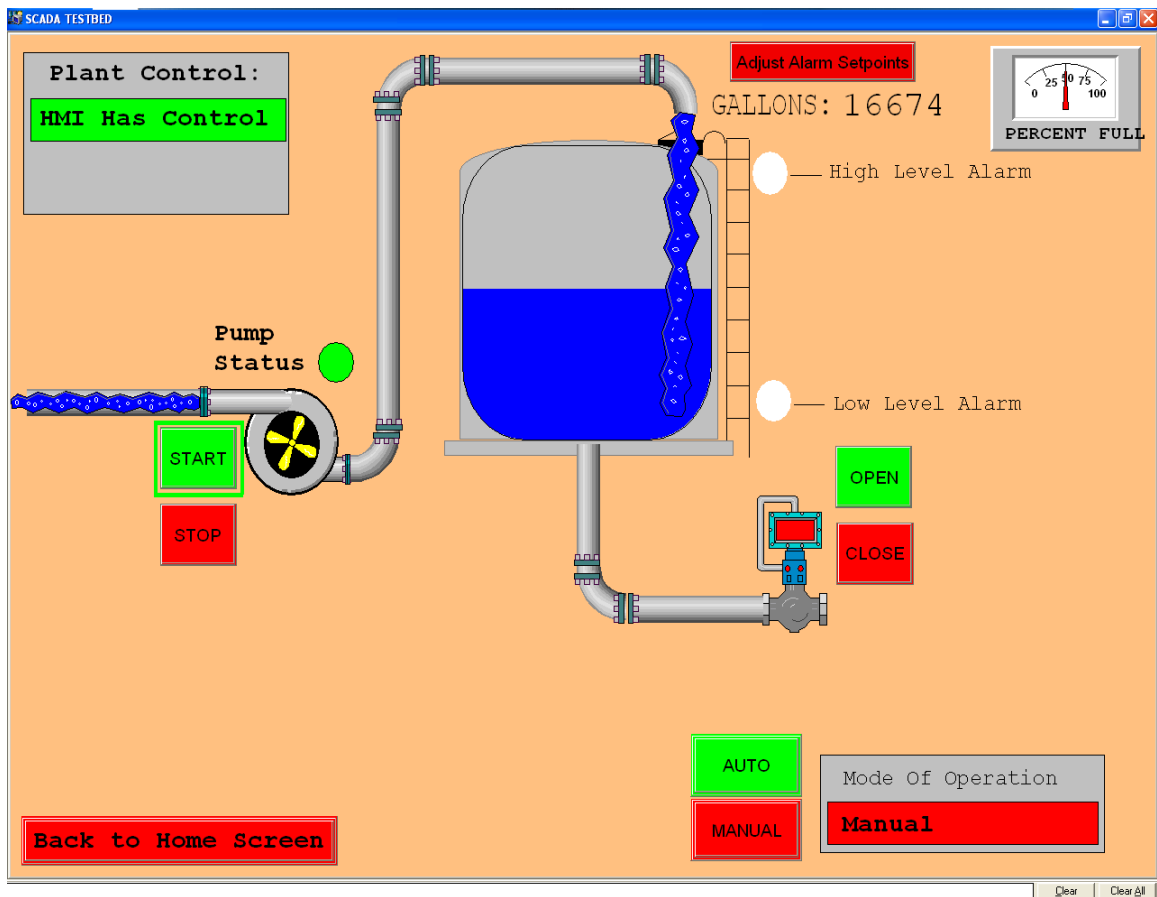 SCADA TESTBED
Plant Control:
HMI Has Control
Adjust Alarm Setpoints
GALLONS: 16674
0 25 50 75 100
PERCENT FULL
High Level Alarm
Pump
Status
Low Level Alarm
START
STOP
OPEN
CLOSE
AUTO
MANUAL
Mode Of Operation
Manual
Back to Home Screen
Clear
Clear All